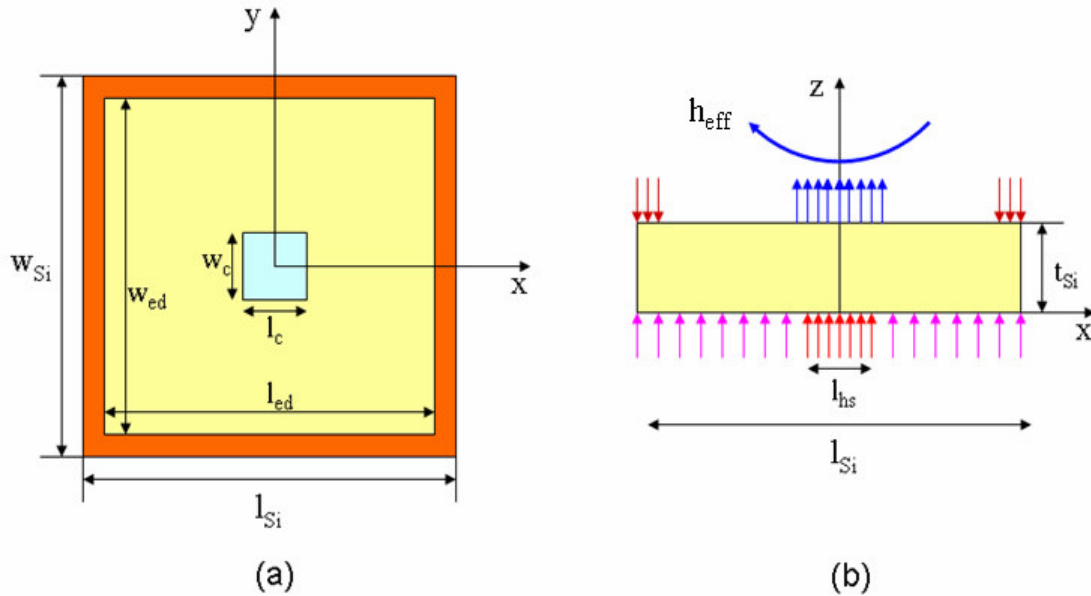 y
w_Si
w_ed
w_c
l_c
x
l_ed
l_Si
(a)
z
h_eff
t_Si
x
l_hs
l_Si
(b)